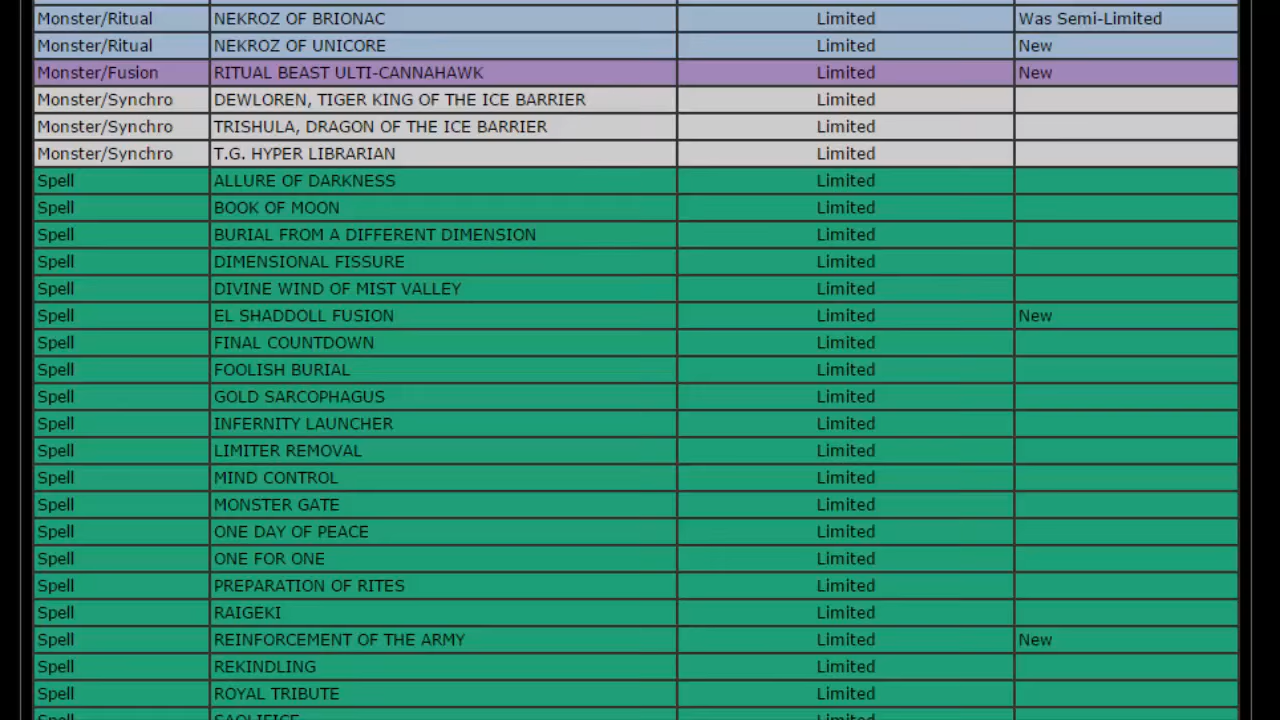 Monster/Ritual NEKROZ OF BRIONAC Limited Was Semi-Limited
Monster/Ritual NEKROZ OF UNICORE Limited New
Monster/Fusion RITUAL BEAST ULTI-CANNAHAWK Limited New
Monster/Synchro DEWLOREN, TIGER KING OF THE ICE BARRIER Limited
Monster/Synchro TRISHULA, DRAGON OF THE ICE BARRIER Limited
Monster/Synchro T.G. HYPER LIBRARIAN Limited
Spell ALLURE OF DARKNESS Limited
Spell BOOK OF MOON Limited
Spell BURIAL FROM A DIFFERENT DIMENSION Limited
Spell DIMENSIONAL FISSURE Limited
Spell DIVINE WIND OF MIST VALLEY Limited
Spell EL SHADDOLL FUSION Limited New
Spell FINAL COUNTDOWN Limited
Spell FOOLISH BURIAL Limited
Spell GOLD SARCOPHAGUS Limited
Spell INFERNITY LAUNCHER Limited
Spell LIMITER REMOVAL Limited
Spell MIND CONTROL Limited
Spell MONSTER GATE Limited
Spell ONE DAY OF PEACE Limited
Spell ONE FOR ONE Limited
Spell PREPARATION OF RITES Limited
Spell RAIGEKI Limited
Spell REINFORCEMENT OF THE ARMY Limited New
Spell REKINDLING Limited
Spell ROYAL TRIBUTE Limited
Spell Limited